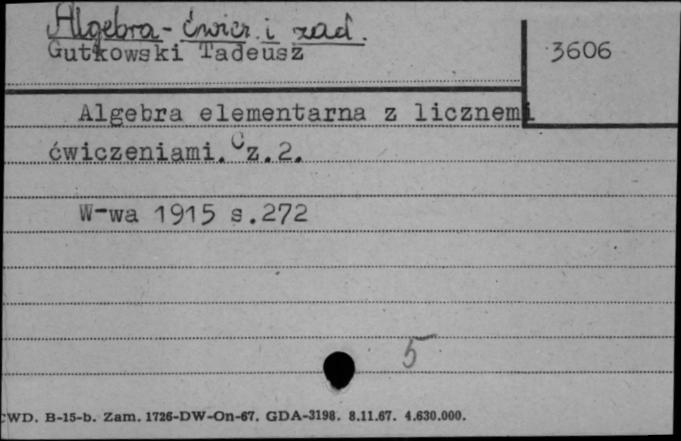 Algebra - ćwicz. i zad.
Gutkowski Tadeusz
3606
Algebra elementarna z licznemi
ćwiczeniami. Cz.2.
W-wa 1915 s.272
5
CWD. B-15-b. Zam. 1726-DW-On-67. GDA-3198. 8.11.67. 4.630.000.